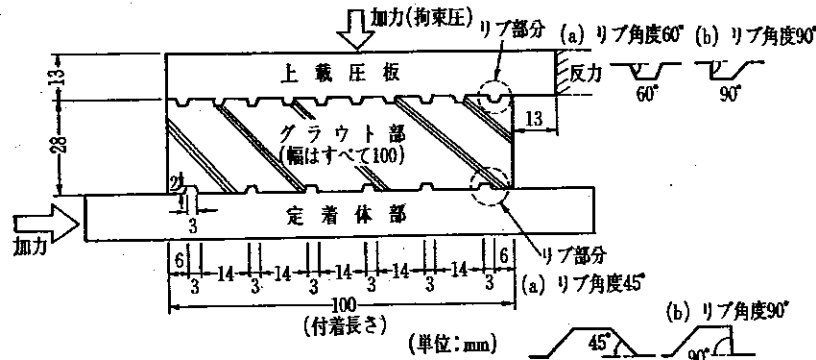 加力(拘束圧)
リブ部分
(a) リブ角度60° (b) リブ角度90°
上載圧板
反力
60°
90°
13
28
13
グラウト部
(幅はすべて100)
2
3
定着体部
加力
リブ部分
6 14 14 14 14 14 6
3 3 3 3 3 3
(a) リブ角度45°
100
(付着長さ)
(b) リブ角度90°
(単位:mm)
45°
90°